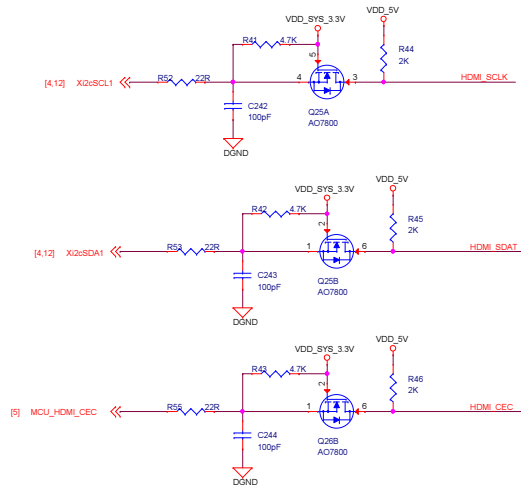 VDD_SYS_3.3V
VDD_5V
R41 4.7K
R44
2K
5
[4,12] Xi2cSCL1
R52 22R
4
3
HDMI_SCLK
C242
100pF
Q25A
AO7800
DGND
VDD_SYS_3.3V
VDD_5V
R42 4.7K
R45
2K
2
[4,12] Xi2cSDA1
R53 22R
1
6
HDMI_SDAT
C243
100pF
Q25B
AO7800
DGND
VDD_SYS_3.3V
VDD_5V
R43 4.7K
R46
2K
2
[5] MCU_HDMI_CEC
R55 22R
1
6
HDMI_CEC
C244
100pF
Q26B
AO7800
DGND